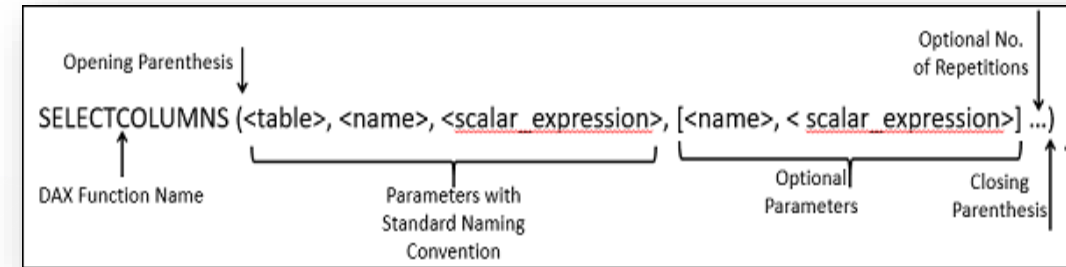 Opening Parenthesis
Optional No.
of Repetitions
SELECTCOLUMNS (<table>, <name>, <scalar_expression>, [<name>, < scalar_expression>] ...)
DAX Function Name
Parameters with
Standard Naming
Convention
Optional
Parameters
Closing
Parenthesis